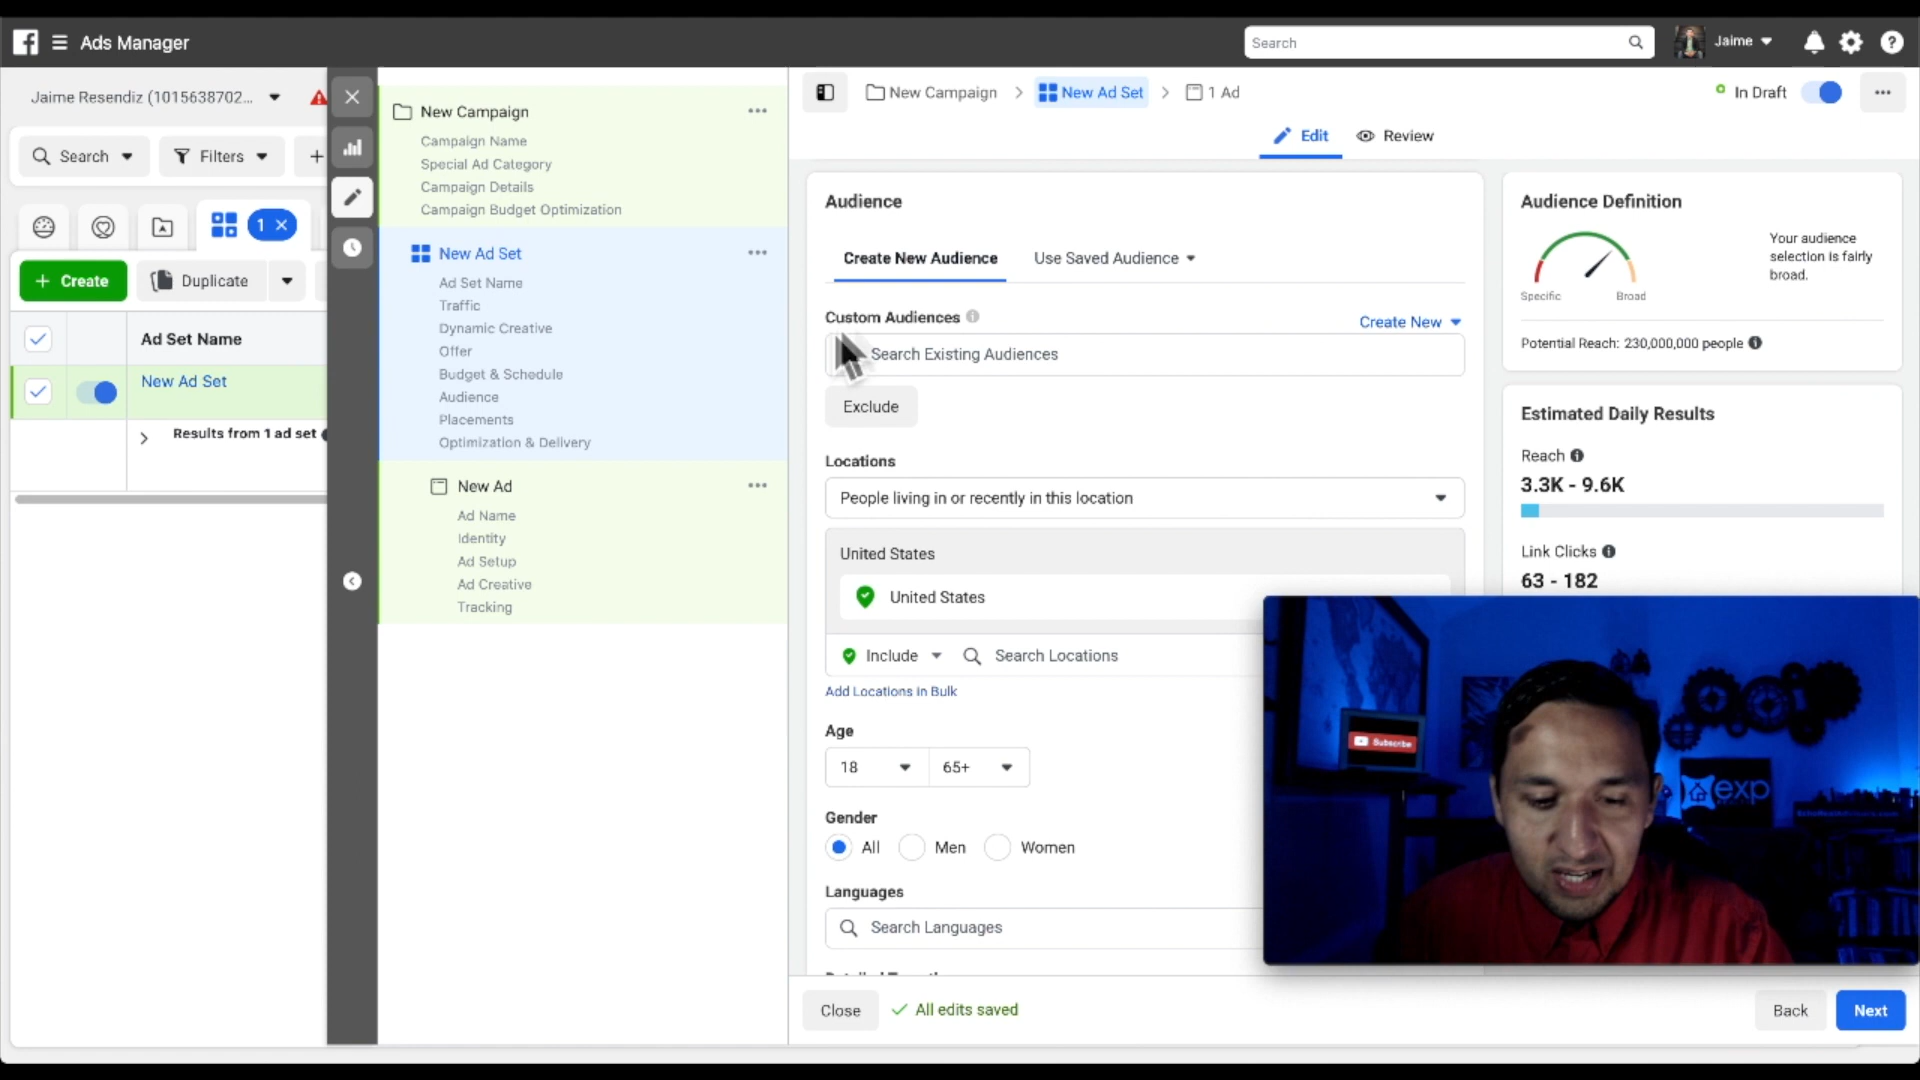 Ads Manager
Search
Jaime
Jaime Resendiz (1015638702...
Search
Filters
+
1 ×
+ Create
Duplicate
Ad Set Name
New Ad Set
Results from 1 ad set
New Campaign
Campaign Name
Special Ad Category
Campaign Details
Campaign Budget Optimization
New Ad Set
Ad Set Name
Traffic
Dynamic Creative
Offer
Budget & Schedule
Audience
Placements
Optimization & Delivery
New Ad
Ad Name
Identity
Ad Setup
Ad Creative
Tracking
New Campaign > New Ad Set > 1 Ad
In Draft
Edit
Review
Audience
Create New Audience
Use Saved Audience
Custom Audiences
Create New
Search Existing Audiences
Exclude
Locations
People living in or recently in this location
United States
United States
Include
Search Locations
Add Locations in Bulk
Age
18
65+
Gender
All
Men
Women
Languages
Search Languages
Close
All edits saved
Back
Next
Audience Definition
Specific
Broad
Your audience
selection is fairly
broad.
Potential Reach: 230,000,000 people
Estimated Daily Results
Reach
3.3K - 9.6K
Link Clicks
63 - 182
Subscribe
exp